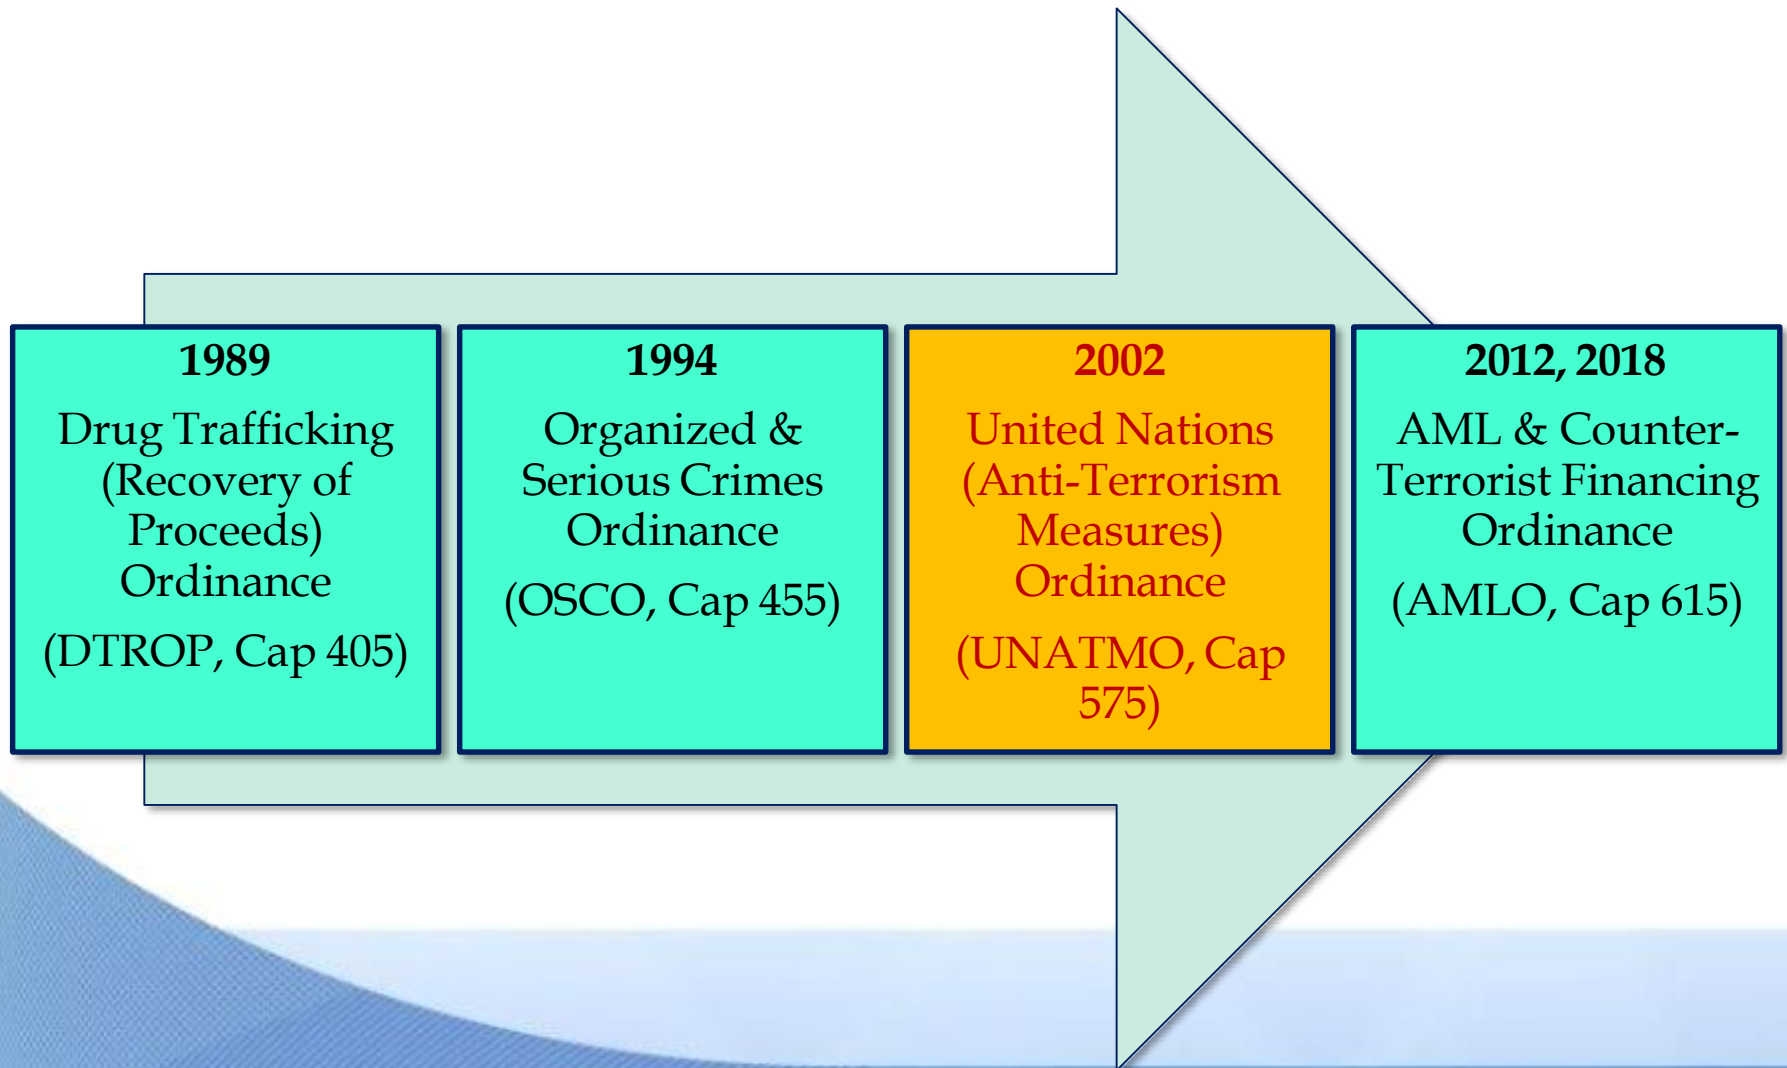 1989
Drug Trafficking
(Recovery of
Proceeds)
Ordinance
(DTROP, Cap 405)
1994
Organized &
Serious Crimes
Ordinance
(OSCO, Cap 455)
2002
United Nations
(Anti-Terrorism
Measures)
Ordinance
(UNATMO, Cap
575)
2012, 2018
AML & Counter-
Terrorist Financing
Ordinance
(AMLO, Cap 615)